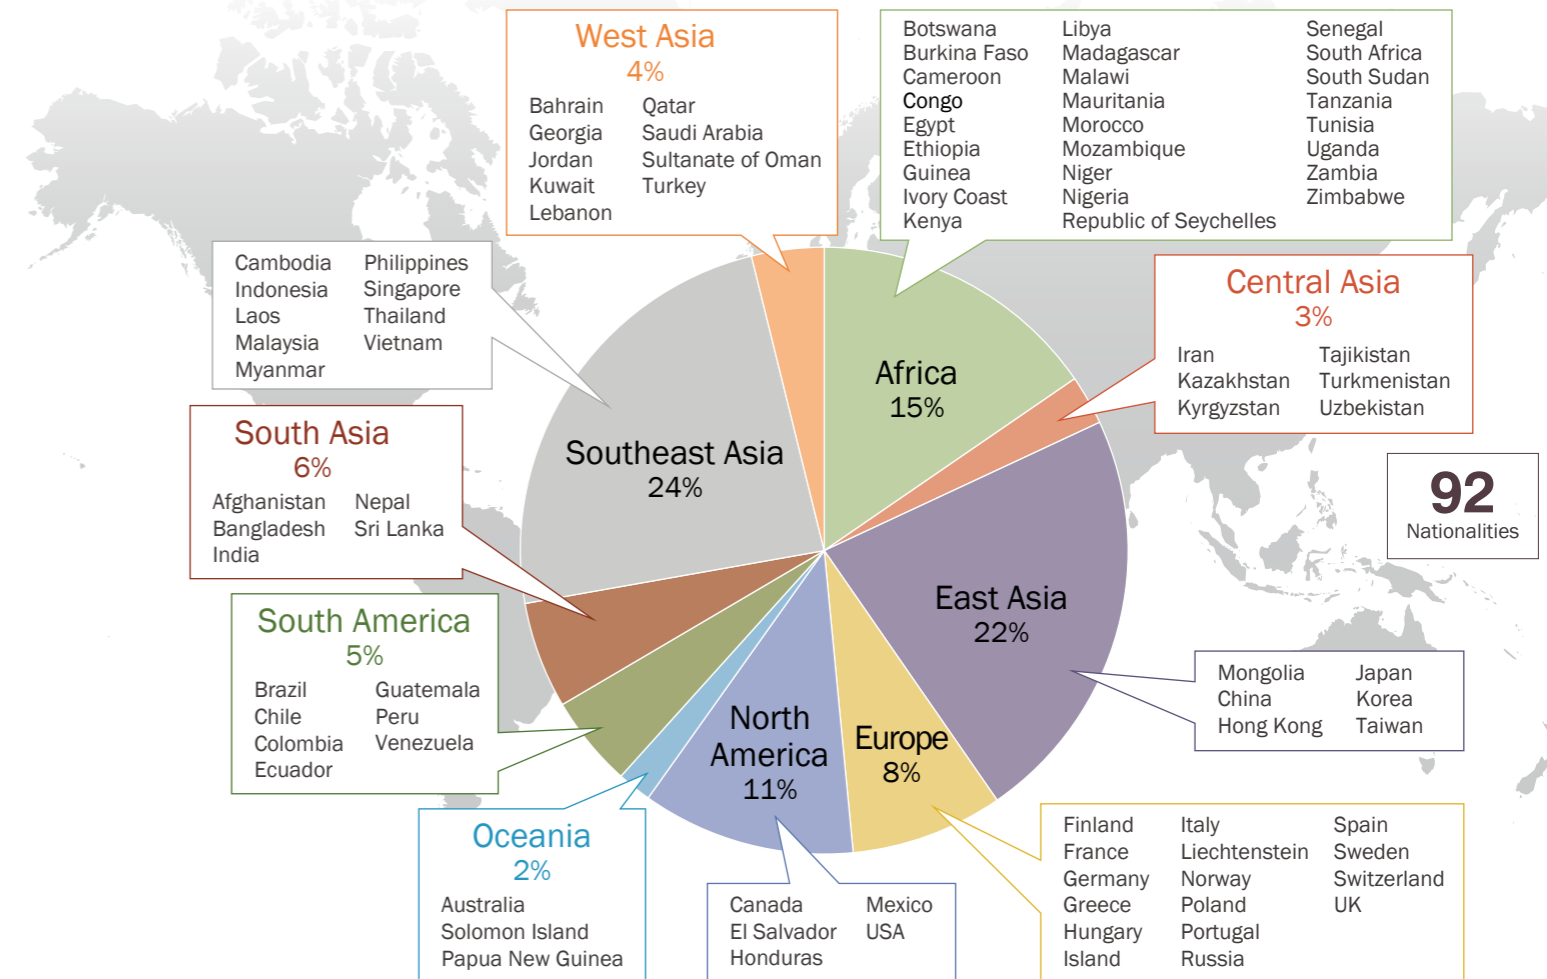 West Asia
4%
Bahrain
Georgia
Jordan
Kuwait
Lebanon
Qatar
Saudi Arabia
Sultanate of Oman
Turkey
Botswana
Burkina Faso
Cameroon
Congo
Egypt
Ethiopia
Guinea
Ivory Coast
Kenya
Libya
Madagascar
Malawi
Mauritania
Morocco
Mozambique
Niger
Nigeria
Republic of Seychelles
Senegal
South Africa
South Sudan
Tanzania
Tunisia
Uganda
Zambia
Zimbabwe
Cambodia
Indonesia
Laos
Malaysia
Myanmar
Philippines
Singapore
Thailand
Vietnam
Central Asia
3%
Iran
Kazakhstan
Kyrgyzstan
Tajikistan
Turkmenistan
Uzbekistan
Africa
15%
Southeast Asia
24%
South Asia
6%
Afghanistan
Bangladesh
India
Nepal
Sri Lanka
92
Nationalities
East Asia
22%
South America
5%
Brazil
Chile
Colombia
Ecuador
Guatemala
Peru
Venezuela
Mongolia
China
Hong Kong
Japan
Korea
Taiwan
North
America
11%
Europe
8%
Oceania
2%
Australia
Solomon Island
Papua New Guinea
Canada
El Salvador
Honduras
Mexico
USA
Finland
France
Germany
Greece
Hungary
Island
Italy
Liechtenstein
Norway
Poland
Portugal
Russia
Spain
Sweden
Switzerland
UK